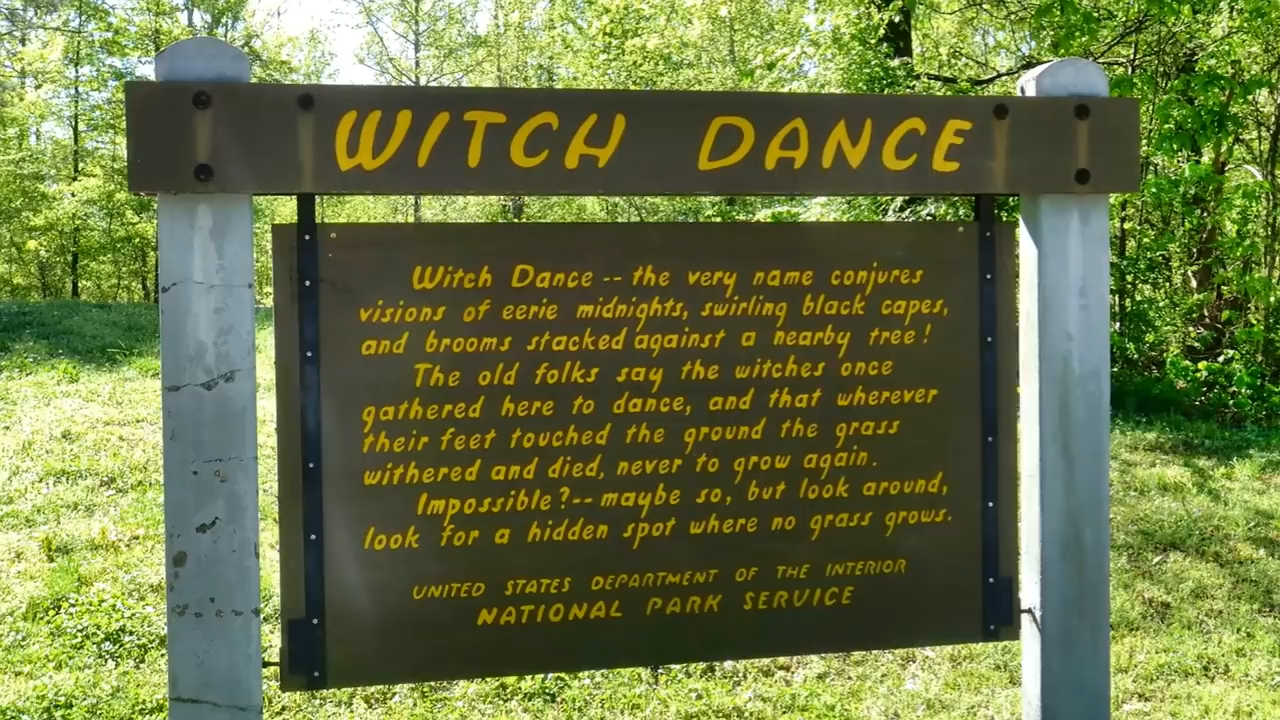 WITCH DANCE
Witch Dance -- the very name conjures
visions of eerie midnights, swirling black capes,
and brooms stacked against a nearby tree!
The old folks say the witches once
gathered here to dance, and that wherever
their feet touched the ground the grass
withered and died, never to grow again.
Impossible?-- maybe so, but look around,
look for a hidden spot where no grass grows.
UNITED STATES DEPARTMENT OF THE INTERIOR
NATIONAL PARK SERVICE